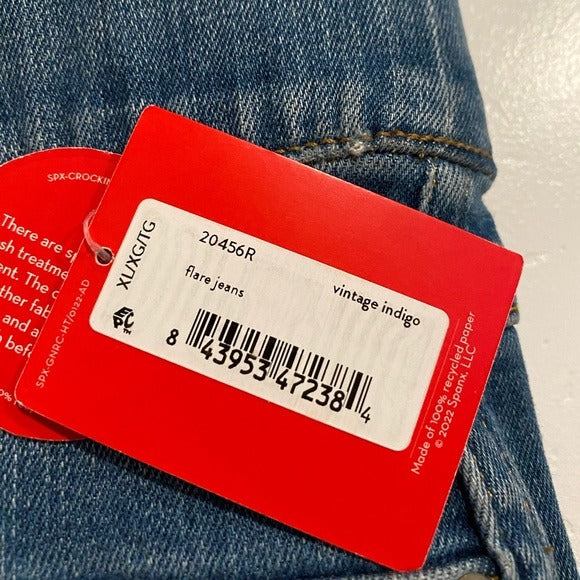 SPX-CROCKIN
There are s
sh treatme
ent. The
ther fab
and a
befo
SPX-GNRC-HT/0122-AD
XL/XG/TG
20456R
flare jeans
vintage indigo
EPC™
8 43953 47238 4
Made of 100% recycled paper
© 2022 Spanx, LLC